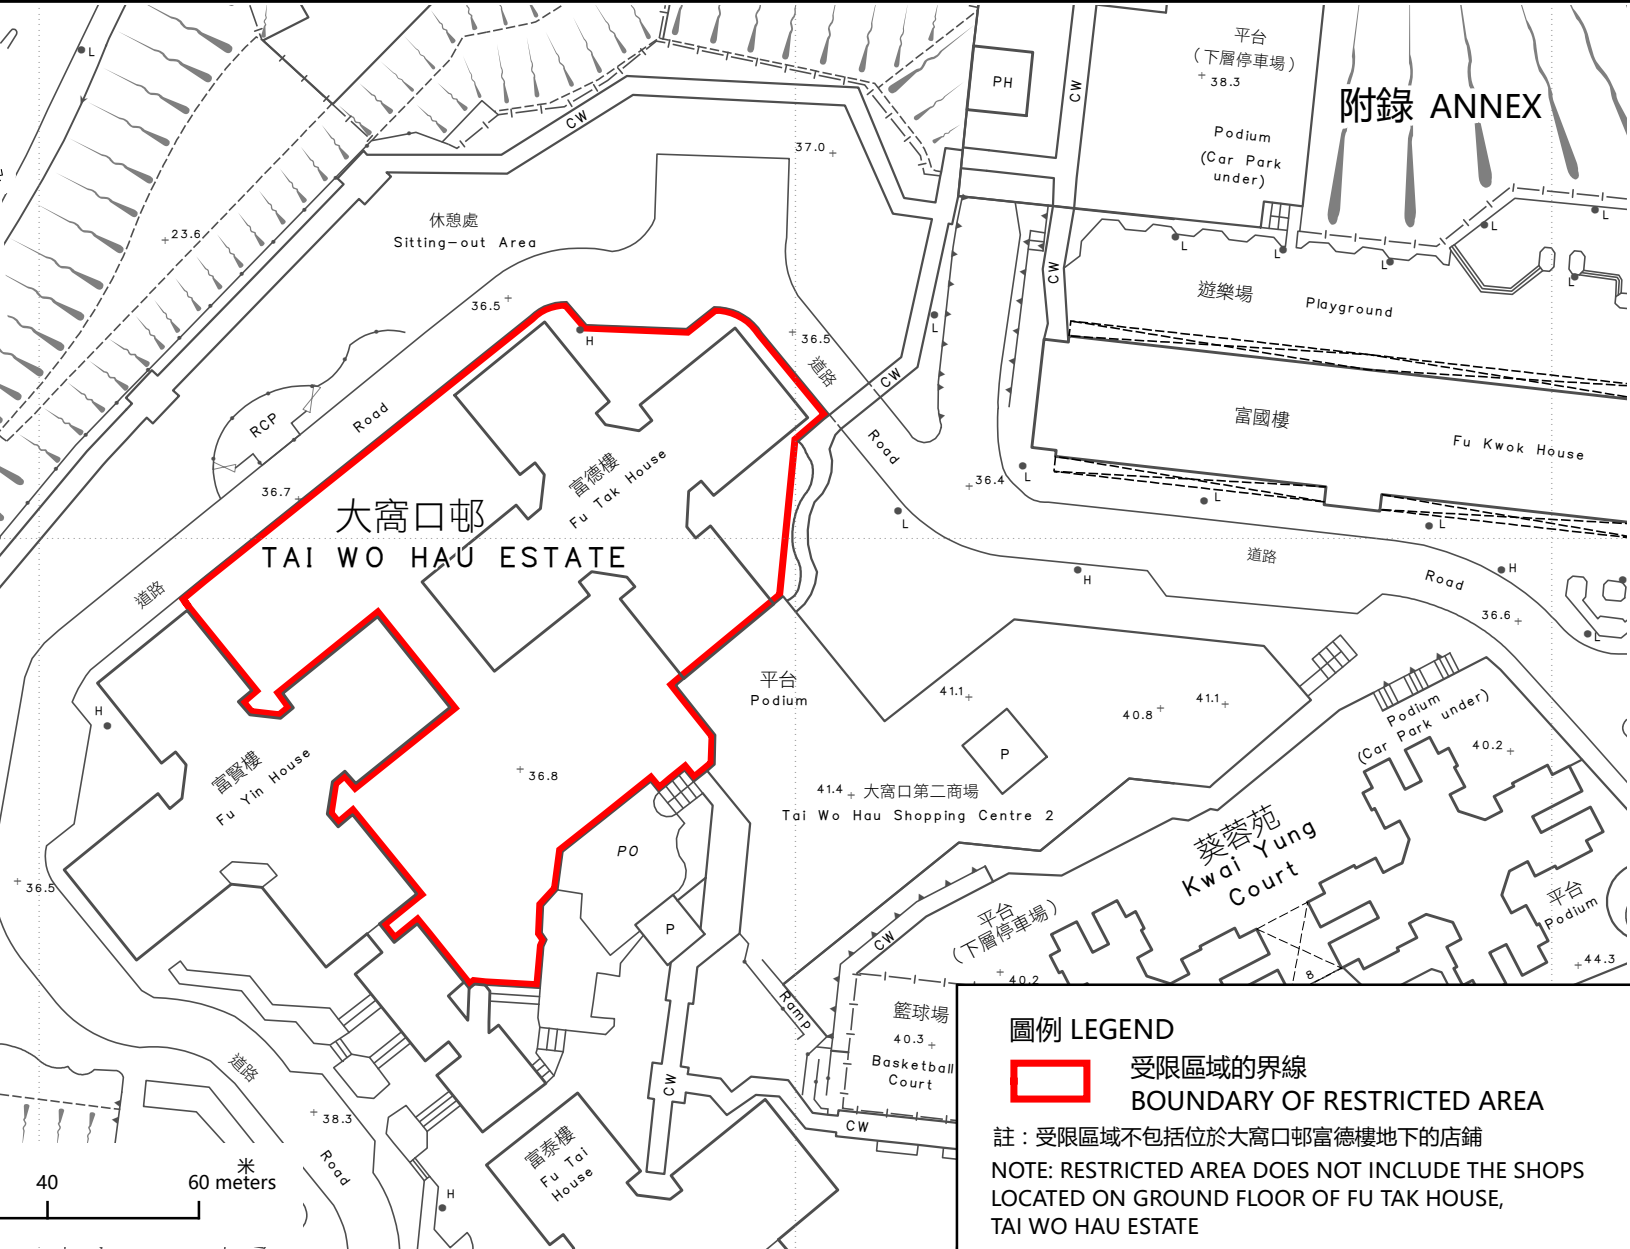 附錄 ANNEX
平台
（下層停車場）
38.3
Podium
(Car Park
under)
PH
CW
CW
L
37.0
23.6
休憩處
Sitting-out Area
CW
CW
L
L
L
L
L
L
遊樂場
Playground
36.5
H
36.5
道路
L
CW
RCP
Road
富國樓
Fu Kwok House
Road
富德樓
Fu Tak House
36.7
36.4
L
L
L
L
大窩口邨
TAI WO HAU ESTATE
道路
Road
H
H
36.6
L
道路
平台
Podium
41.1
40.8
41.1
P
Podium
(Car Park under)
40.2
H
富賢樓
Fu Yin House
36.8
41.4
大窩口第二商場
Tai Wo Hau Shopping Centre 2
PO
葵蓉苑
Kwai Yung
Court
36.5
平台
Podium
44.3
平台
（下層停車場）
40.2
8
P
CW
Ramp
籃球場
40.3
Basketball
Court
CW
CW
道路
38.3
Road
H
富泰樓
Fu Tai
House
米
40
60 meters
圖例 LEGEND
受限區域的界線
BOUNDARY OF RESTRICTED AREA
註：受限區域不包括位於大窩口邨富德樓地下的店鋪
NOTE: RESTRICTED AREA DOES NOT INCLUDE THE SHOPS
LOCATED ON GROUND FLOOR OF FU TAK HOUSE,
TAI WO HAU ESTATE